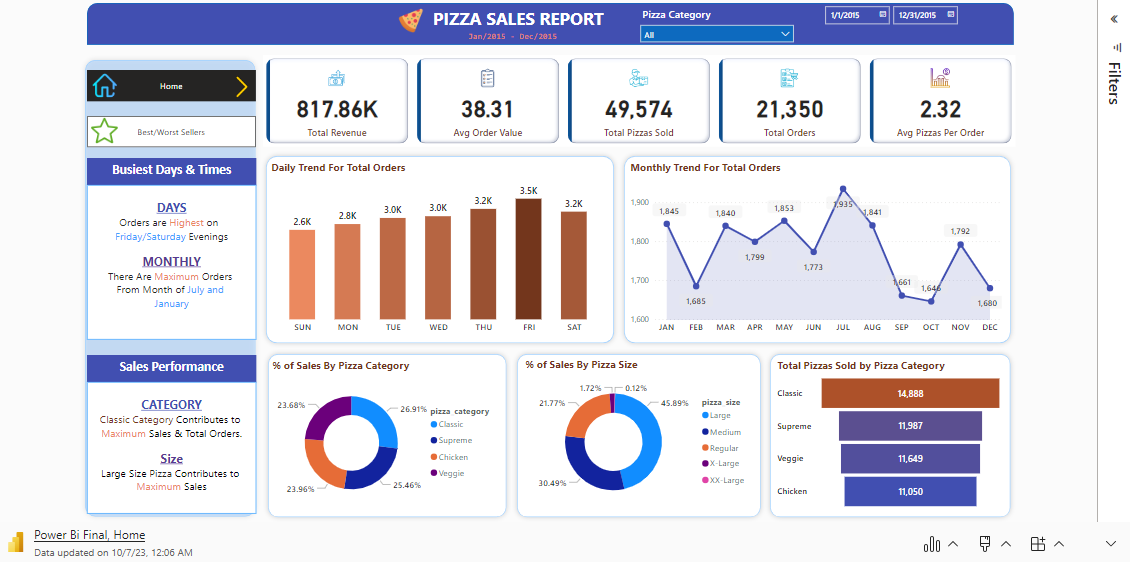 PIZZA SALES REPORT
Jan/2015 - Dec/2015
Pizza Category
All
1/1/2015
12/31/2015
Filters
Home
Best/Worst Sellers
817.86K
Total Revenue
38.31
Avg Order Value
49,574
Total Pizzas Sold
21,350
Total Orders
2.32
Avg Pizzas Per Order
Busiest Days & Times
DAYS
Orders are Highest on
Friday/Saturday Evenings
MONTHLY
There Are Maximum Orders
From Month of July and
January
Daily Trend For Total Orders
2.6K
2.8K
3.0K
3.0K
3.2K
3.5K
3.2K
SUN
MON
TUE
WED
THU
FRI
SAT
Monthly Trend For Total Orders
1,900
1,800
1,700
1,600
1,845
1,685
1,840
1,799
1,853
1,773
1,935
1,841
1,661
1,646
1,792
1,680
JAN
FEB
MAR
APR
MAY
JUN
JUL
AUG
SEP
OCT
NOV
DEC
Sales Performance
CATEGORY
Classic Category Contributes to
Maximum Sales & Total Orders.
Size
Large Size Pizza Contributes to
Maximum Sales
% of Sales By Pizza Category
23.68%
26.91%
23.96%
25.46%
pizza_category
Classic
Supreme
Chicken
Veggie
% of Sales By Pizza Size
1.72%
0.12%
21.77%
45.89%
30.49%
pizza_size
Large
Medium
Regular
X-Large
XX-Large
Total Pizzas Sold by Pizza Category
Classic
14,888
Supreme
11,987
Veggie
11,649
Chicken
11,050
Power Bi Final, Home
Data updated on 10/7/23, 12:06 AM